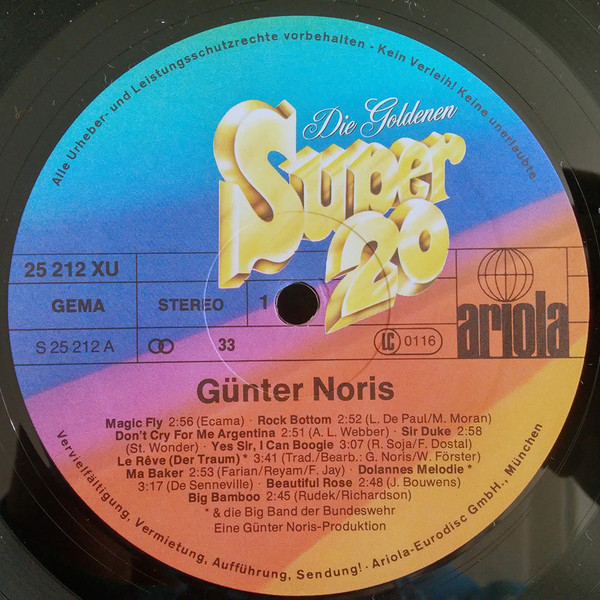 Alle Urheber- und Leistungsschutzrechte vorbehalten - Kein Verleih! Keine unerlaubte
Die Goldenen
Super
20
25 212 XU
GEMA
STEREO
1
S 25 212 A
33
LC 0116
ariola
Günter Noris
Magic Fly 2:56 (Ecama) · Rock Bottom 2:52 (L. De Paul/M. Moran)
Don't Cry For Me Argentina 2:51 (A. L. Webber) · Sir Duke 2:58
(St. Wonder) · Yes Sir, I Can Boogie 3:07 (R. Soja/F. Dostal)
Le Rêve (Der Traum) * 3:41 (Trad./Bearb.: G. Noris/W. Förster)
Ma Baker 2:53 (Farian/Reyam/F. Jay) · Dolannes Melodie *
3:17 (De Senneville) · Beautiful Rose 2:48 (J. Bouwens)
Big Bamboo 2:45 (Rudek/Richardson)
* & die Big Band der Bundeswehr
Eine Günter Noris-Produktion
Vervielfältigung, Vermietung, Aufführung, Sendung! . Ariola-Eurodisc GmbH., München